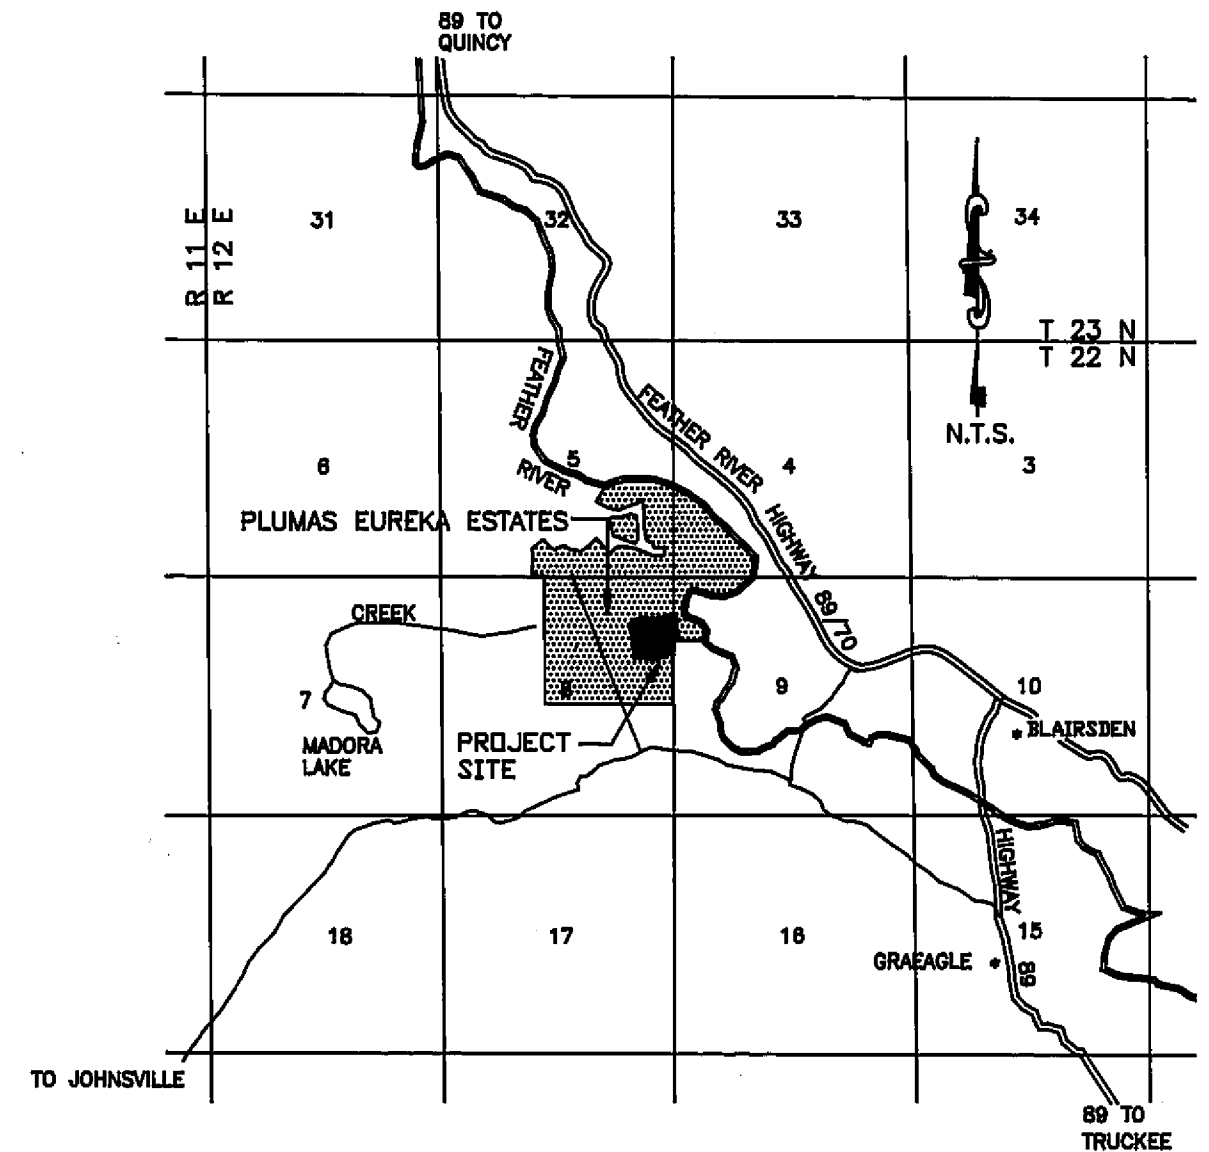 89 TO
QUINCY
31
32
33
34
R 11 E
R 12 E
T 23 N
T 22 N
N.T.S.
FEATHER
RIVER
FEATHER RIVER HIGHWAY 89/70
6
5
4
3
PLUMAS EUREKA ESTATES
CREEK
7
8
9
10
MADORA
LAKE
PROJECT
SITE
BLAIRSDEN
HIGHWAY 89
18
17
16
15
GRAEAGLE
TO JOHNSVILLE
89 TO
TRUCKEE